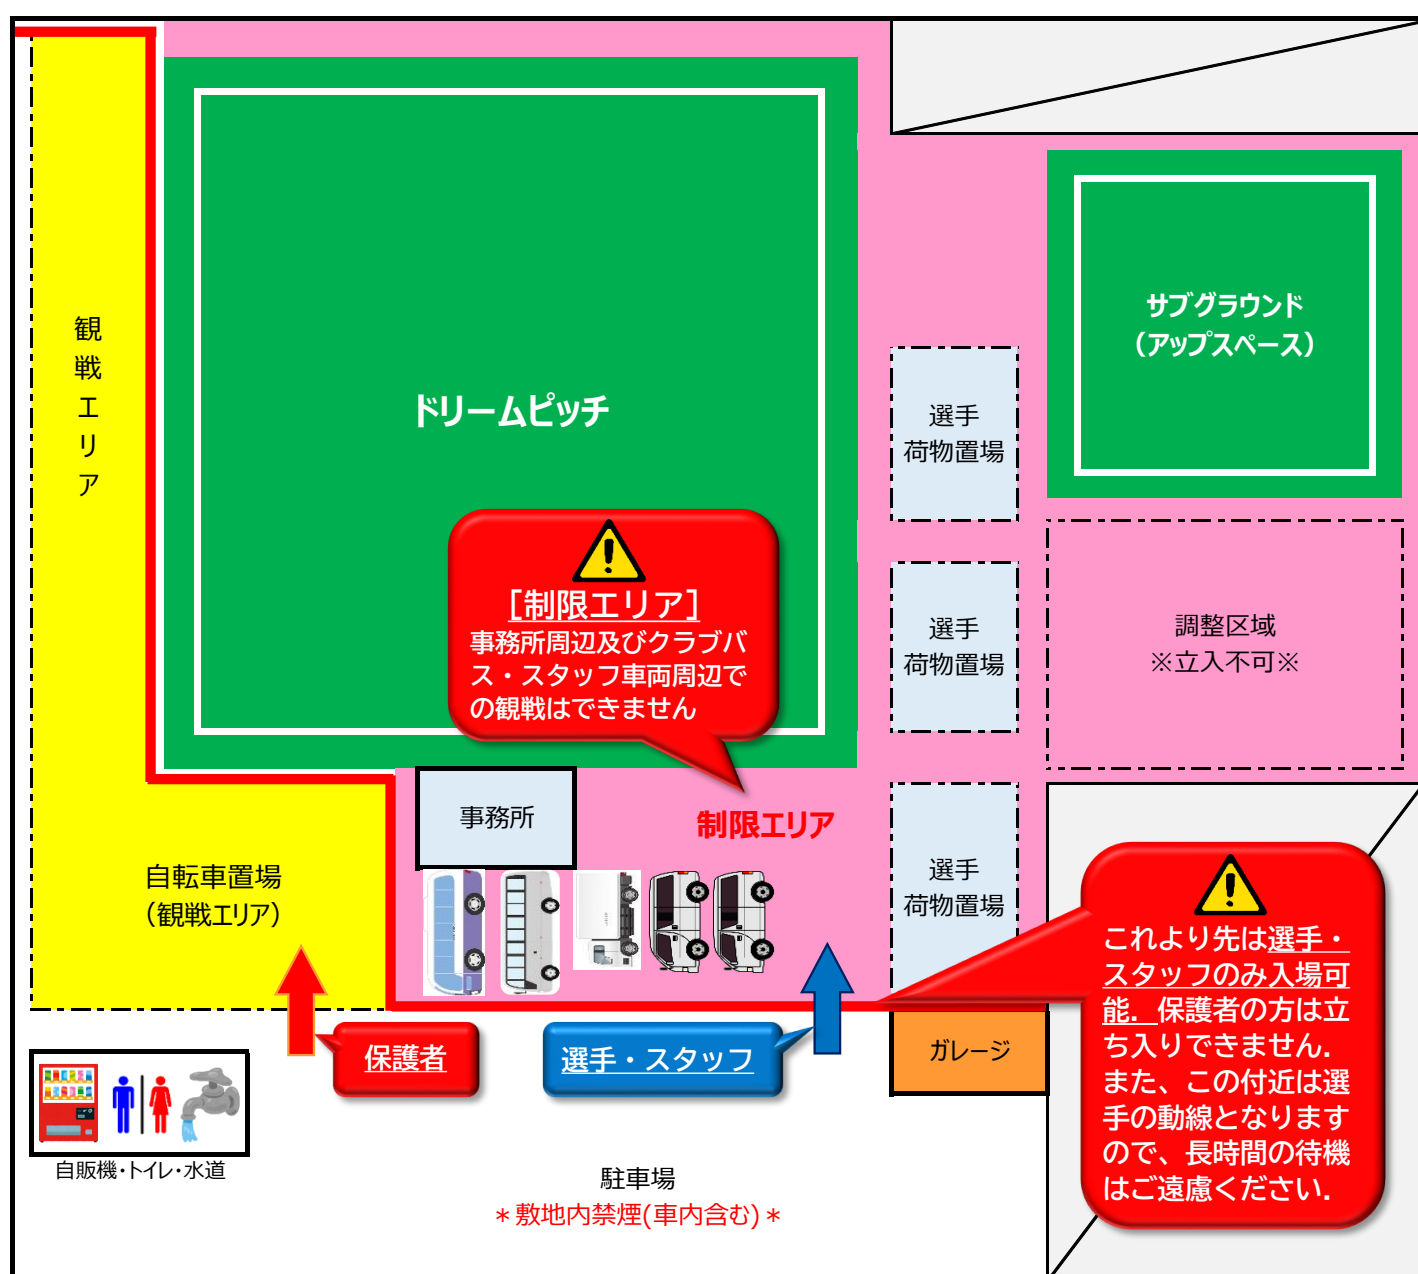 観
戦
エ
リ
ア
ドリームピッチ
サブグラウンド
（アップスペース）
選手
荷物置場
選手
荷物置場
調整区域
※立入不可※
[制限エリア]
事務所周辺及びクラブバ
ス・スタッフ車両周辺で
の観戦はできません
事務所
制限エリア
選手
荷物置場
自転車置場
（観戦エリア）
これより先は選手・
スタッフのみ入場可
能．保護者の方は立
ち入りできません．
また、この付近は選
手の動線となります
ので、長時間の待機
はご遠慮ください．
保護者
選手・スタッフ
ガレージ
自販機・トイレ・水道
駐車場
＊敷地内禁煙(車内含む)＊